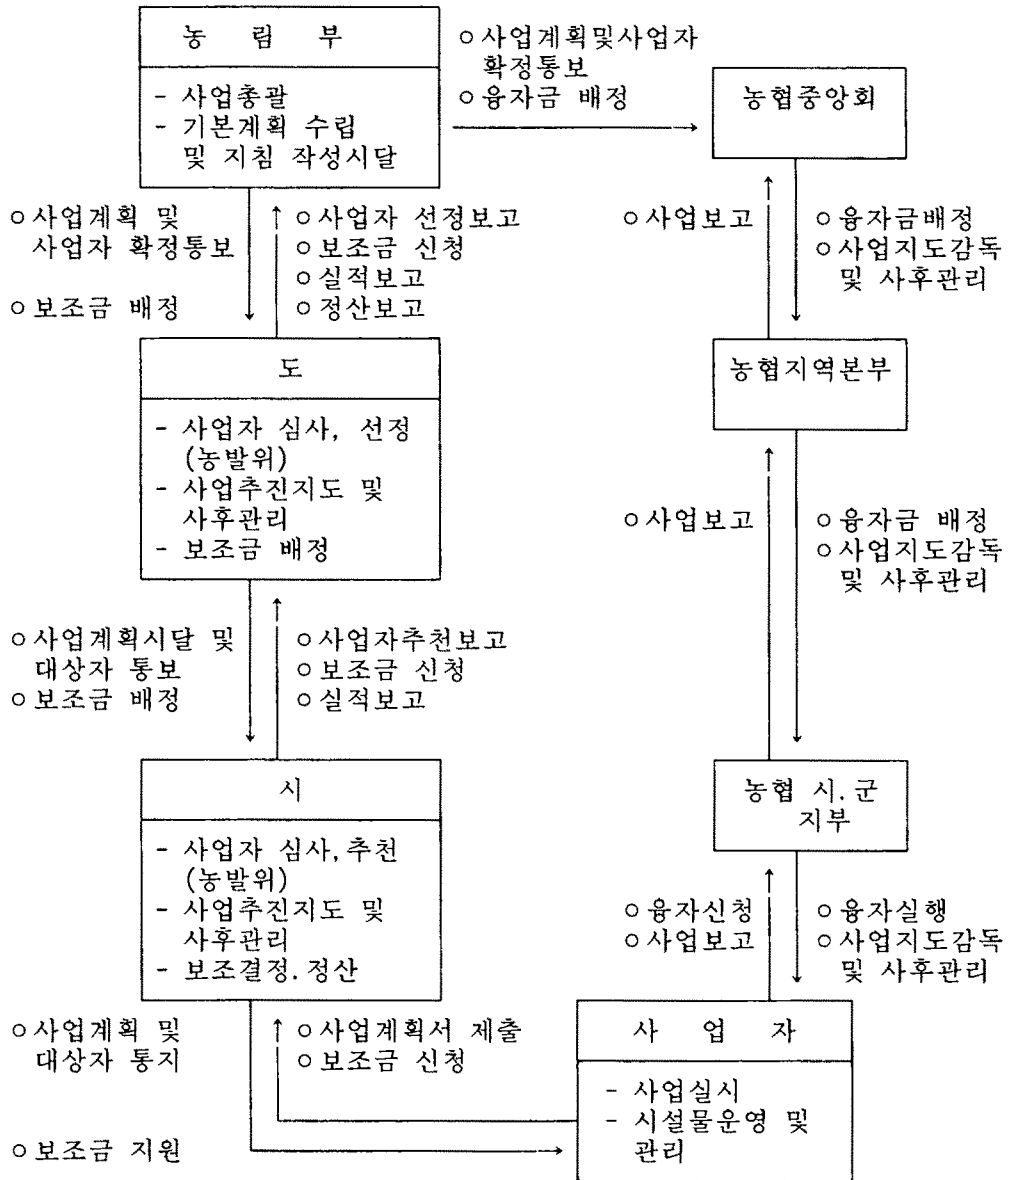 농 림 부
- 사업총괄
- 기본계획 수립
및 지침 작성시달
○사업계획및사업자
확정통보
○융자금 배정
농협중앙회
○사업계획 및
사업자 확정통보
○보조금 배정
○사업자 선정보고
○보조금 신청
○실적보고
○정산보고
○사업보고
○융자금배정
○사업지도감독
및 사후관리
도
- 사업자 심사, 선정
(농발위)
- 사업추진지도 및
사후관리
- 보조금 배정
농협지역본부
○사업보고
○융자금 배정
○사업지도감독
및 사후관리
○사업계획시달 및
대상자 통보
○보조금 배정
○사업자추천보고
○보조금 신청
○실적보고
시
- 사업자 심사,추천
(농발위)
- 사업추진지도 및
사후관리
- 보조결정.정산
농협 시.군
지부
○융자신청
○사업보고
○융자실행
○사업지도감독
및 사후관리
○사업계획 및
대상자 통지
○보조금 지원
○사업계획서 제출
○보조금 신청
사 업 자
- 사업실시
- 시설물운영 및
관리